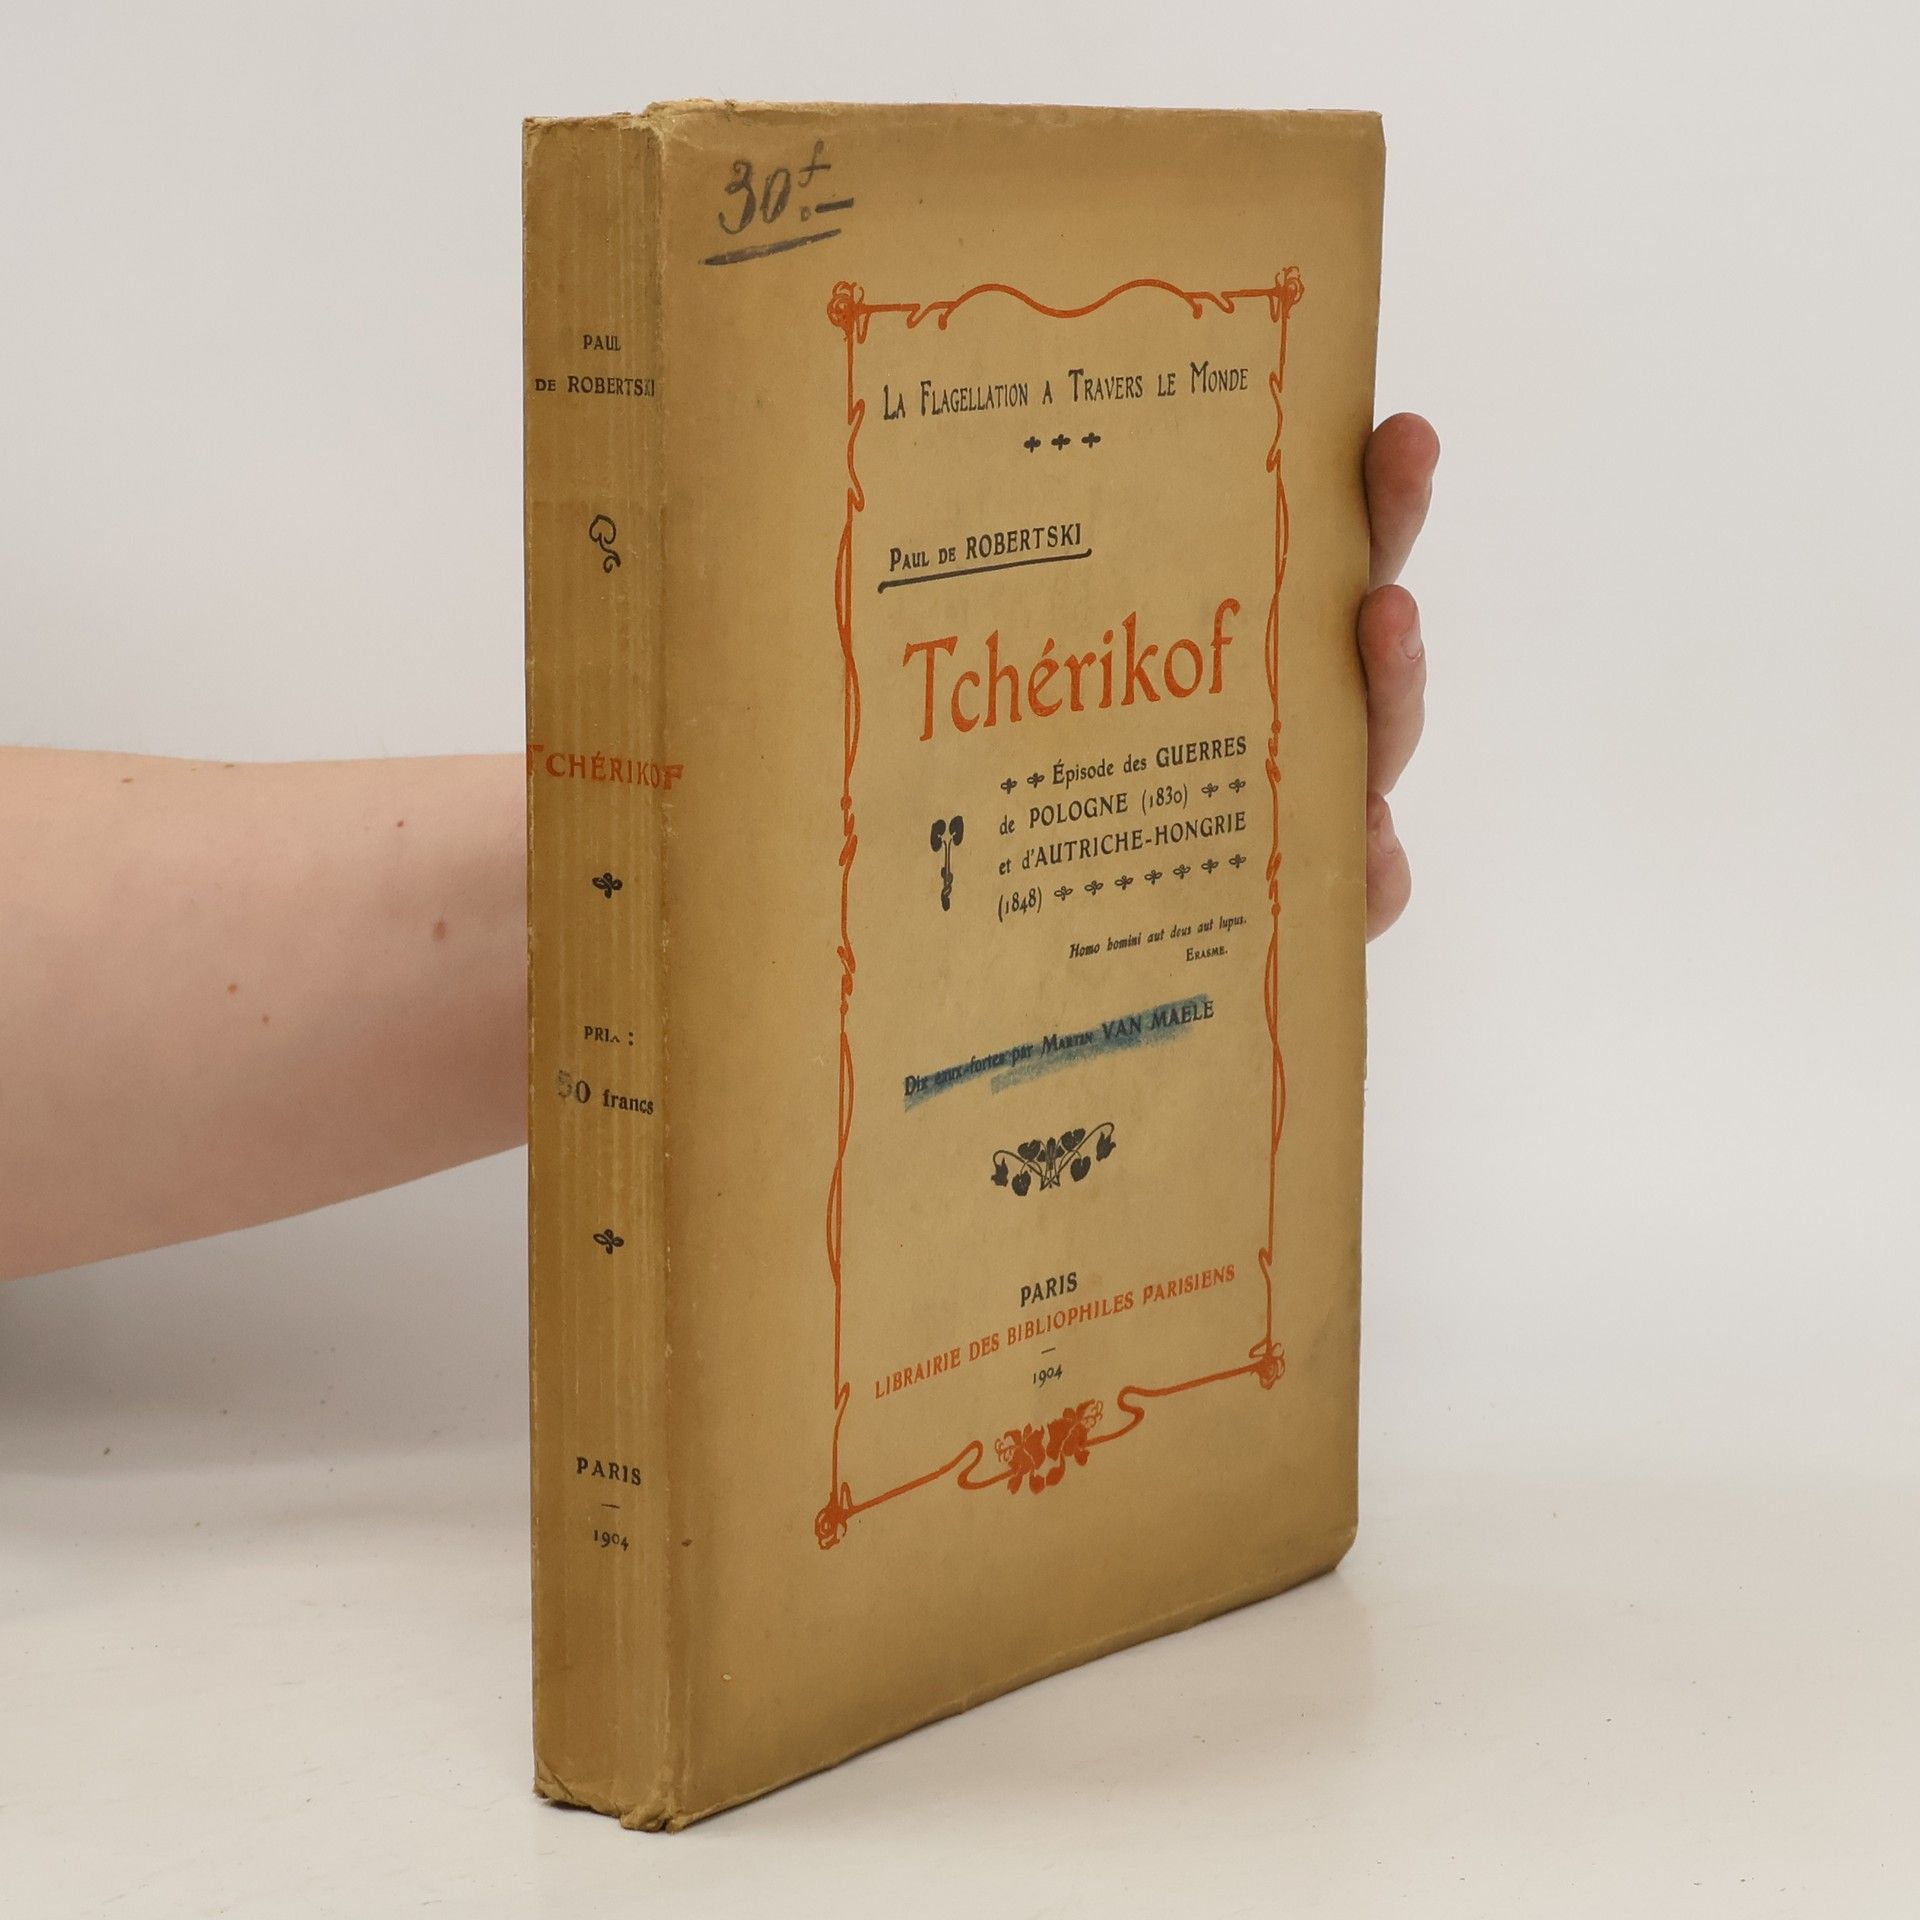 PAUL
DE ROBERTSKI
TCHÉRIKOF
PRIX :
50 francs
PARIS
1904
30f.—
LA FLAGELLATION A TRAVERS LE MONDE
PAUL DE ROBERTSKI
Tchérikof
Épisode des GUERRES
de POLOGNE (1830)
et d'AUTRICHE-HONGRIE
(1848)
Homo homini aut deus aut lupus.
ERASME.
Dix eaux-fortes par MARTIN VAN MAELE
PARIS
LIBRAIRIE DES BIBLIOPHILES PARISIENS
1904